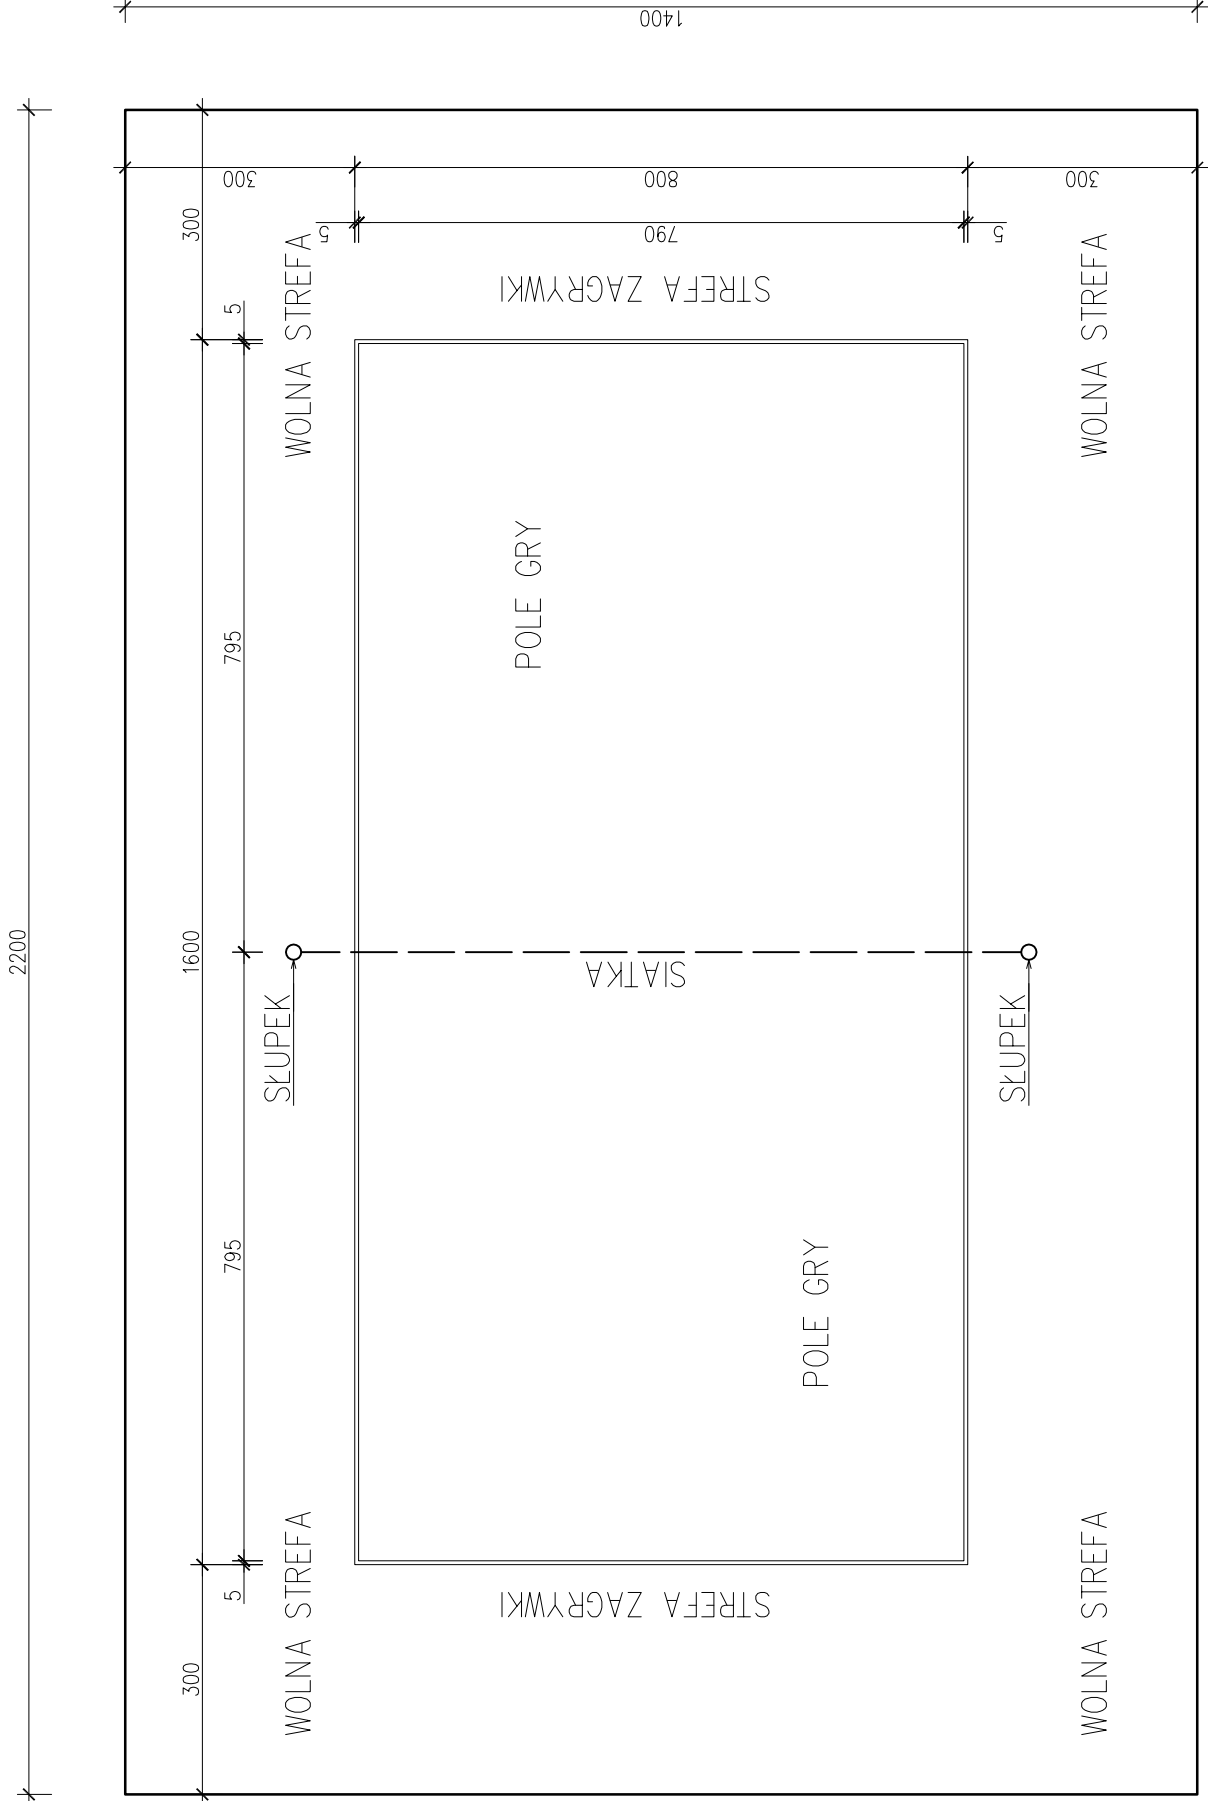 1400
2200
300
800
300
300
5
790
5
5
WOLNA STREFA
STREFA ZAGRYWKI
WOLNA STREFA
795
POLE GRY
1600
SIATKA
SŁUPEK
SŁUPEK
795
POLE GRY
5
300
WOLNA STREFA
STREFA ZAGRYWKI
WOLNA STREFA